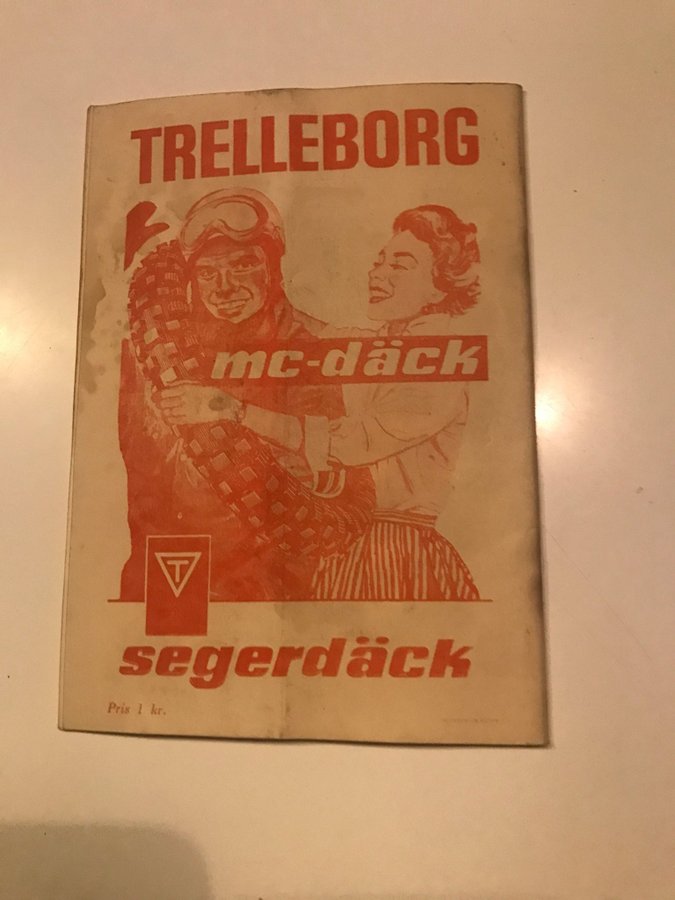 TRELLEBORG
mc-däck
T
segerdäck
Pris 1 kr.